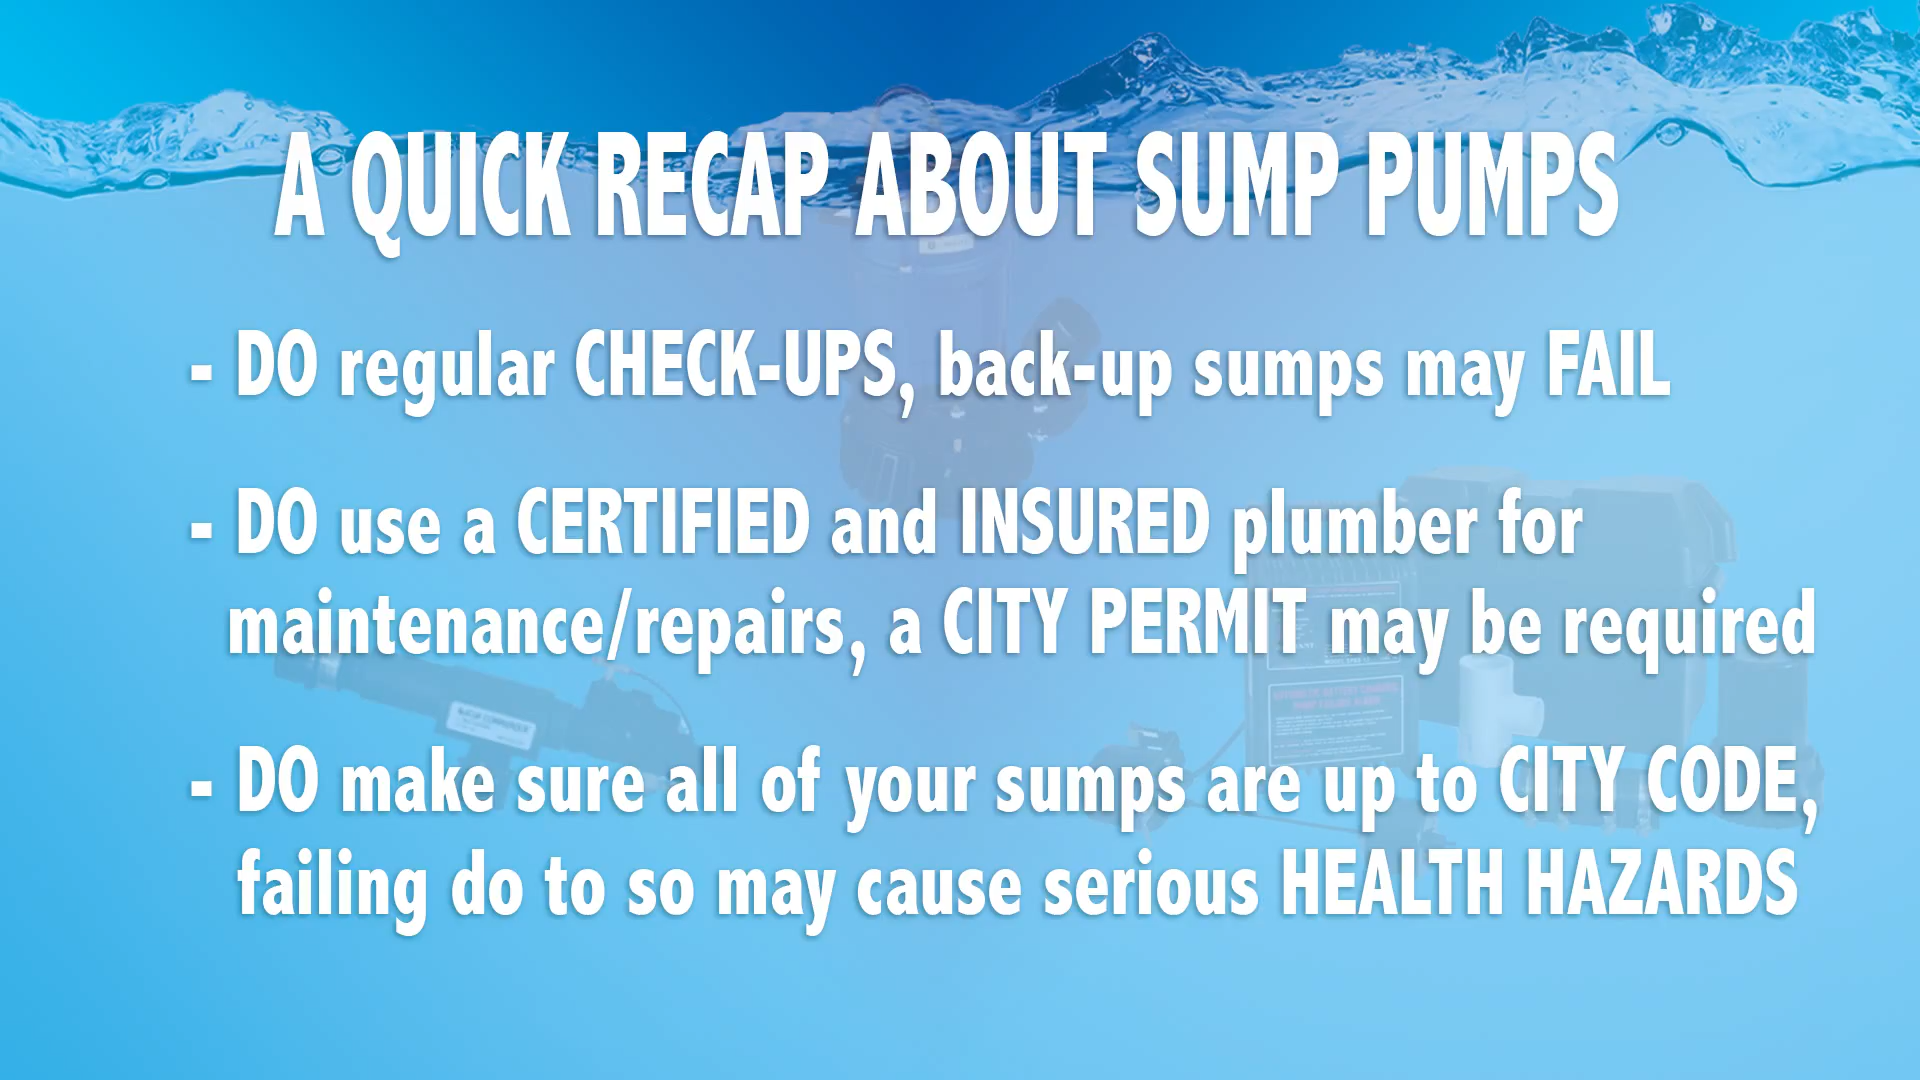 A QUICK RECAP ABOUT SUMP PUMPS
- DO regular CHECK-UPS, back-up sumps may FAIL
- DO use a CERTIFIED and INSURED plumber for
maintenance/repairs, a CITY PERMIT may be required
- DO make sure all of your sumps are up to CITY CODE,
failing do to so may cause serious HEALTH HAZARDS